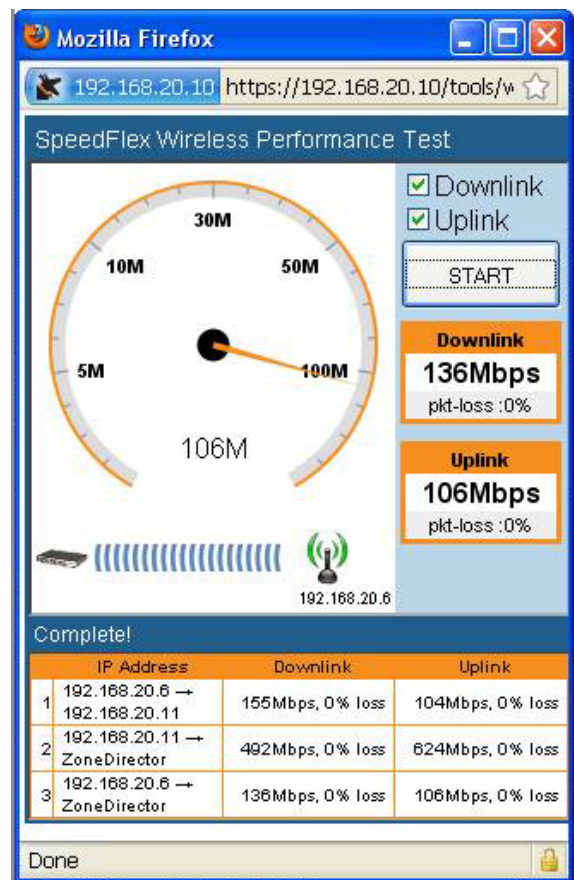 Mozilla Firefox
192.168.20.10 https://192.168.20.10/tools/w
SpeedFlex Wireless Performance Test
Downlink
Uplink
START
30M
10M
50M
5M
100M
106M
Downlink
136Mbps
pkt-loss :0%
Uplink
106Mbps
pkt-loss :0%
192.168.20.6
Complete!
IP Address Downlink Uplink
1 192.168.20.6 → 192.168.20.11 155Mbps, 0% loss 104Mbps, 0% loss
2 192.168.20.11 → ZoneDirector 492Mbps, 0% loss 624Mbps, 0% loss
3 192.168.20.6 → ZoneDirector 136Mbps, 0% loss 106Mbps, 0% loss
Done